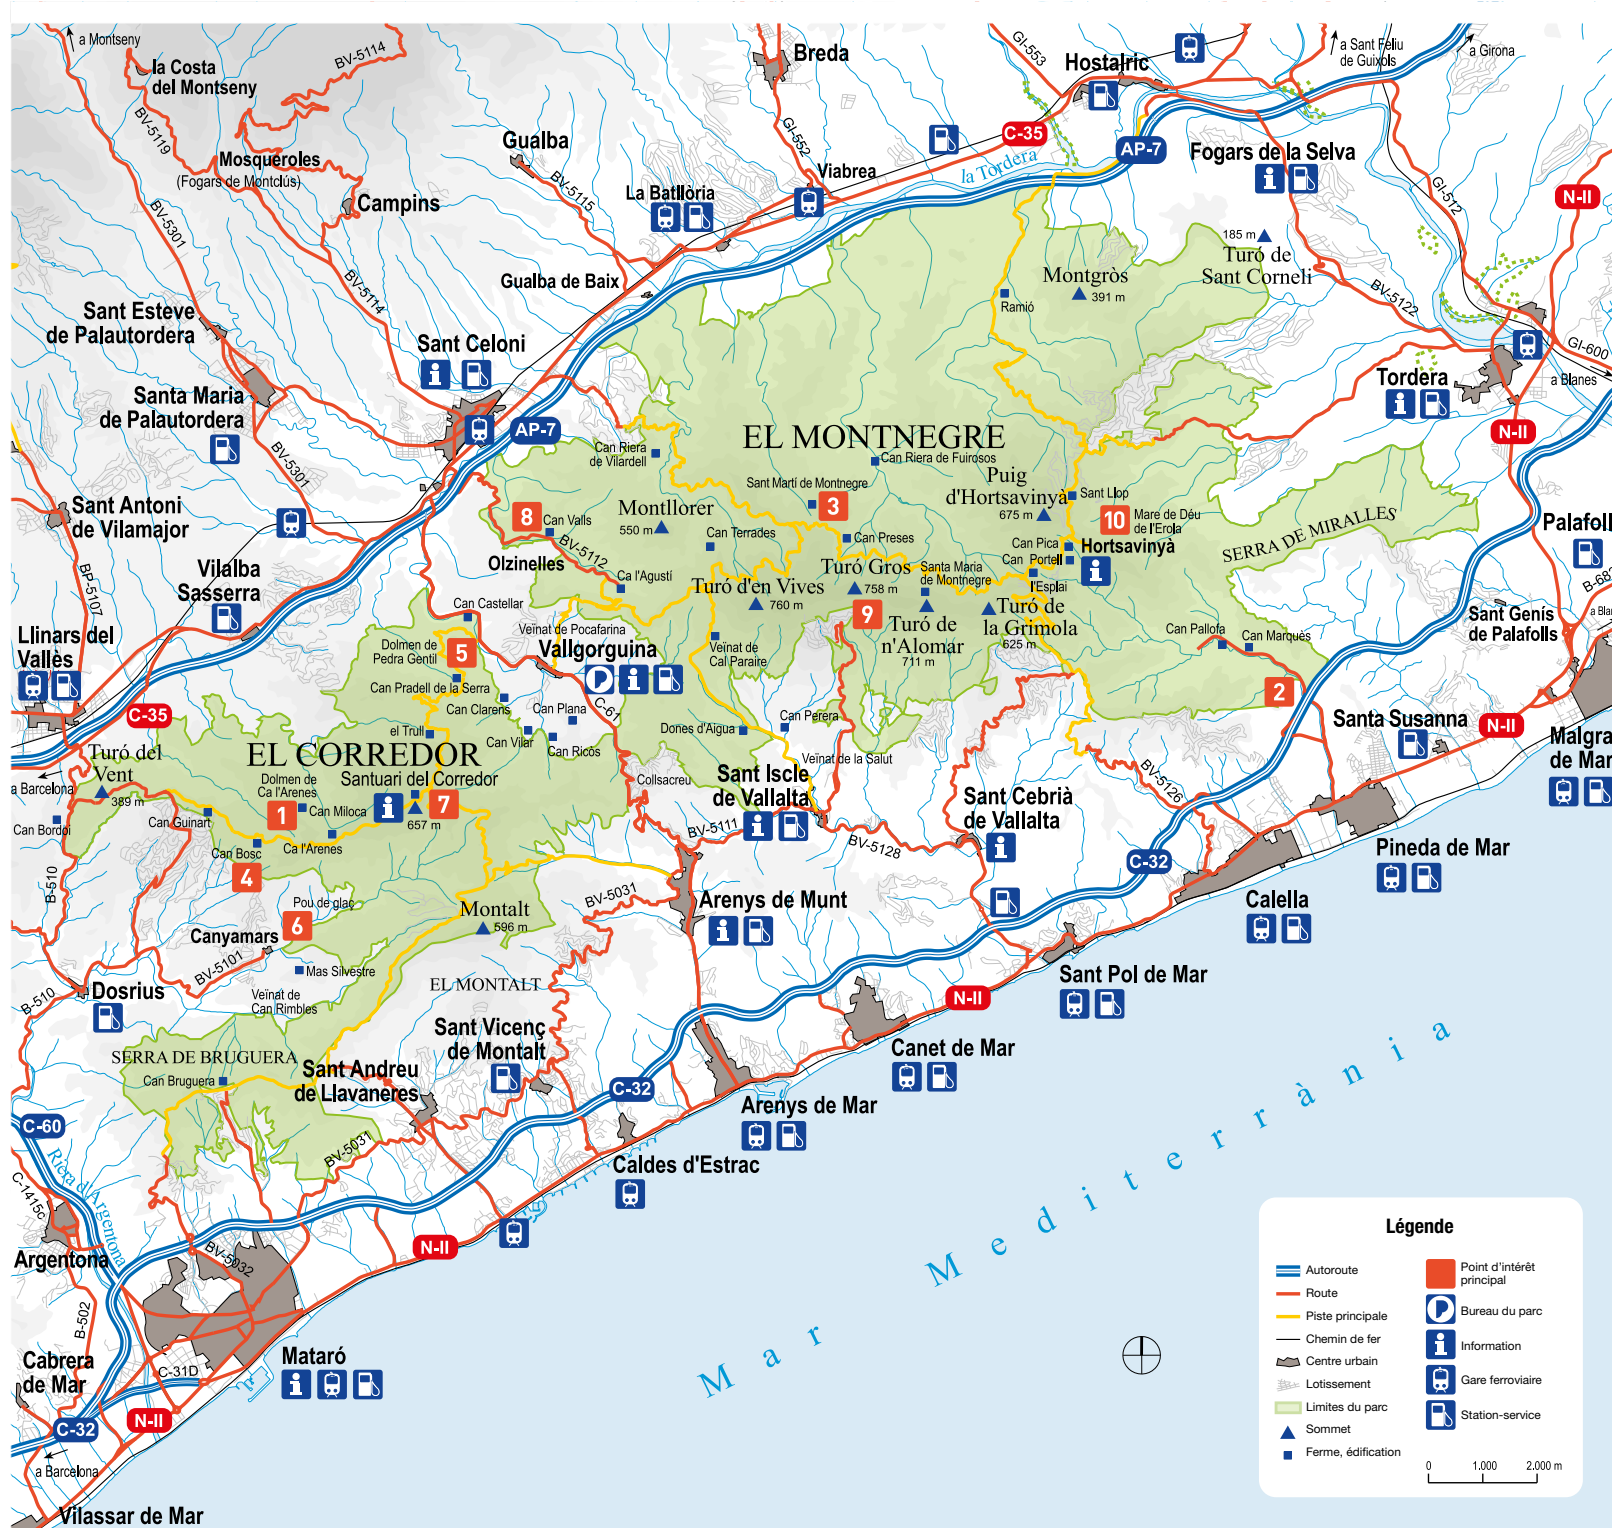 a Montseny
la Costa
del Montseny
BV-5114
BV-5119
Mosqueroles
(Fogars de Montclús)
Campins
BV-5301
BV-5114
Gualba
BV-5115
Breda
GI-552
Viabrea
La Batllòria
Gualba de Baix
GI-553
Hostalric
C-35
AP-7
la Tordera
a Sant Feliu
de Guíxols
a Girona
Fogars de la Selva
GI-512
N-II
185 m
Turó de
Sant Corneli
Montgròs
391 m
Ramió
BV-5122
GI-600
a Blanes
Tordera
N-II
Sant Esteve
de Palautordera
Santa Maria
de Palautordera
BV-5301
Sant Celoni
AP-7
Sant Antoni
de Vilamajor
BP-5107
Vilalba
Sasserra
Llinars del
Vallès
C-35
EL MONTNEGRE
Can Riera
de Vilardell
Can Riera de Fuirosos
Sant Martí de Montnegre
3
Puig
d'Hortsavinyà
675 m
Sant Llop
10
Mare de Déu
de l'Erola
Montllorer
550 m
8
Can Valls
BV-5112
Olzinelles
Can Terrades
Can Preses
Can Pica
Can Portell
Hortsavinyà
l'Esplai
SERRA DE MIRALLES
Palafolls
B-682
a Blanes
Ca l'Agustí
Turó d'en Vives
760 m
Turó Gros
758 m
Santa Maria
de Montnegre
9
Turó de
n'Alomar
711 m
Turó de
la Grimola
625 m
Can Pallofa
Can Marquès
2
Sant Genís
de Palafolls
Can Castellar
Dolmen de
Pedra Gentil
5
Can Pradell de la Serra
Veïnat de Pocafarina
Vallgorguina
Veïnat de
Cal Paraire
Can Clarens
Can Plana
C-61
Can Vilar
Can Ricós
Dones d'Aigua
Can Perera
Veïnat de la Salut
Santa Susanna
N-II
Malgrat
de Mar
Turó del
Vent
389 m
a Barcelona
Can Bordoi
el Trull
EL CORREDOR
Dolmen de
Ca l'Arenes
1
Can Miloca
Santuari del Corredor
7
657 m
Can Guinart
Can Bosc
Ca l'Arenes
4
Collsacreu
Sant Iscle
de Vallalta
BV-5111
BV-5128
Sant Cebrià
de Vallalta
BV-5126
C-32
Pineda de Mar
Calella
B-510
Pou de glaç
6
Canyamars
BV-5101
Mas Silvestre
Veïnat de
Can Rimbles
B-510
Dosrius
Montalt
596 m
BV-5031
Arenys de Munt
EL MONTALT
Sant Vicenç
de Montalt
N-II
Sant Pol de Mar
Canet de Mar
SERRA DE BRUGUERA
Can Bruguera
Sant Andreu
de Llavaneres
C-32
BV-5031
Arenys de Mar
Caldes d'Estrac
C-60
Riera d'Argentona
C-1415c
Argentona
BV-5032
N-II
B-502
Cabrera
de Mar
C-31D
Mataró
N-II
C-32
a Barcelona
Vilassar de Mar
Mar Mediterrània
Légende
Autoroute
Route
Piste principale
Chemin de fer
Centre urbain
Lotissement
Limites du parc
Sommet
Ferme, édification
Point d'intérêt
principal
Bureau du parc
Information
Gare ferroviaire
Station-service
0 1.000 2.000 m